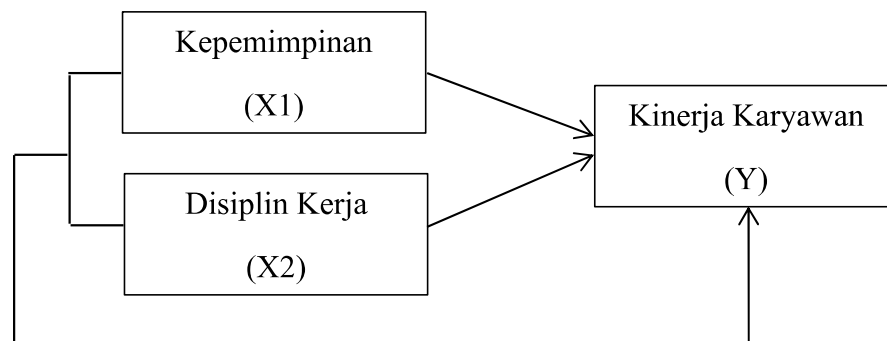 Kepemimpinan
(X1)
Disiplin Kerja
(X2)
Kinerja Karyawan
(Y)